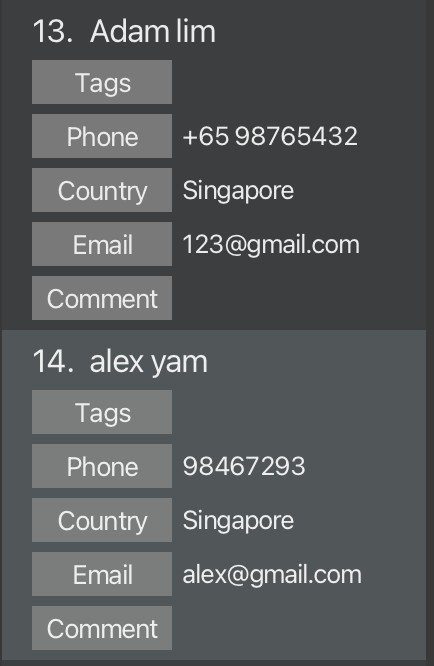 13. Adam lim
Tags
Phone +65 98765432
Country Singapore
Email 123@gmail.com
Comment
14. alex yam
Tags
Phone 98467293
Country Singapore
Email alex@gmail.com
Comment